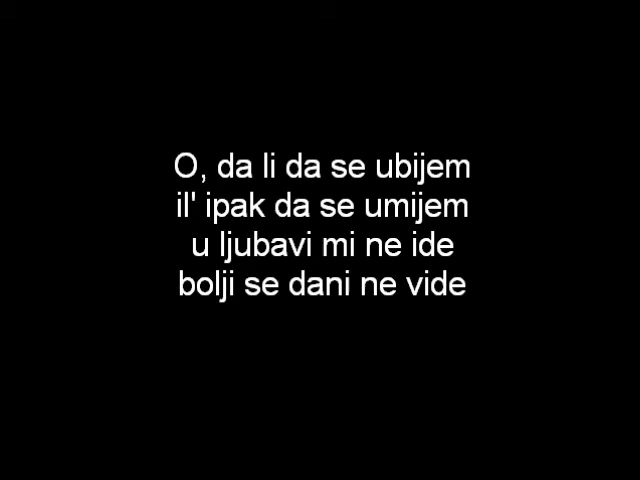 O, da li da se ubijem
il' ipak da se umijem
u ljubavi mi ne ide
bolji se dani ne vide